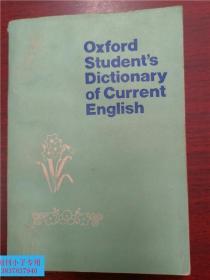 Oxford
Student's
Dictionary
of Current
English